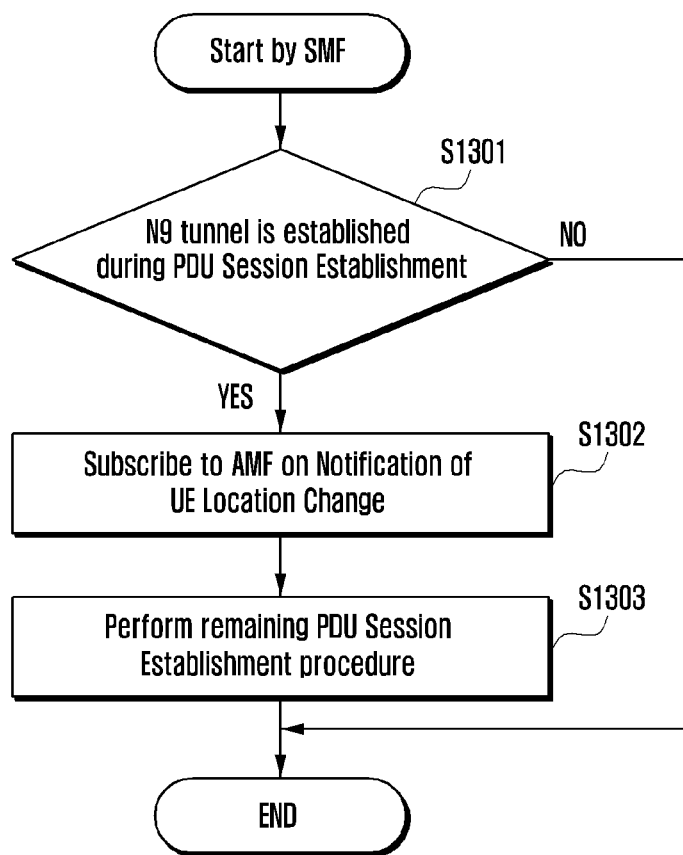 Start by SMF
S1301
N9 tunnel is established
during PDU Session Establishment
NO
YES
S1302
Subscribe to AMF on Notification of
UE Location Change
S1303
Perform remaining PDU Session
Establishment procedure
END